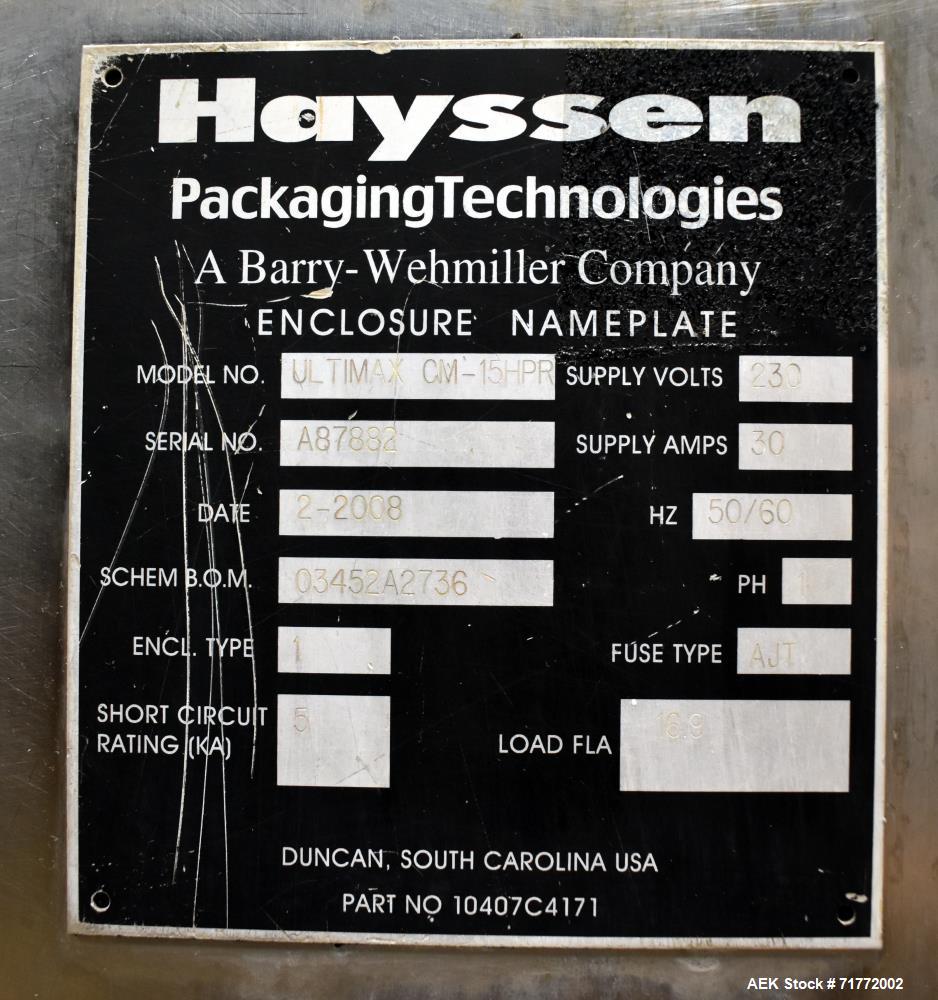 Hayssen
PackagingTechnologies
A Barry-Wehmiller Company
ENCLOSURE NAMEPLATE
MODEL NO. ULTIMAX CM-15HPR SUPPLY VOLTS 230
SERIAL NO. A87882 SUPPLY AMPS 30
DATE 2-2008 HZ 50/60
SCHEM B.O.M. 03452A2736 PH 1
ENCL. TYPE 1 FUSE TYPE AJT
SHORT CIRCUIT 5
RATING (KA) LOAD FLA 16.9
DUNCAN, SOUTH CAROLINA USA
PART NO 10407C4171
AEK Stock # 71772002